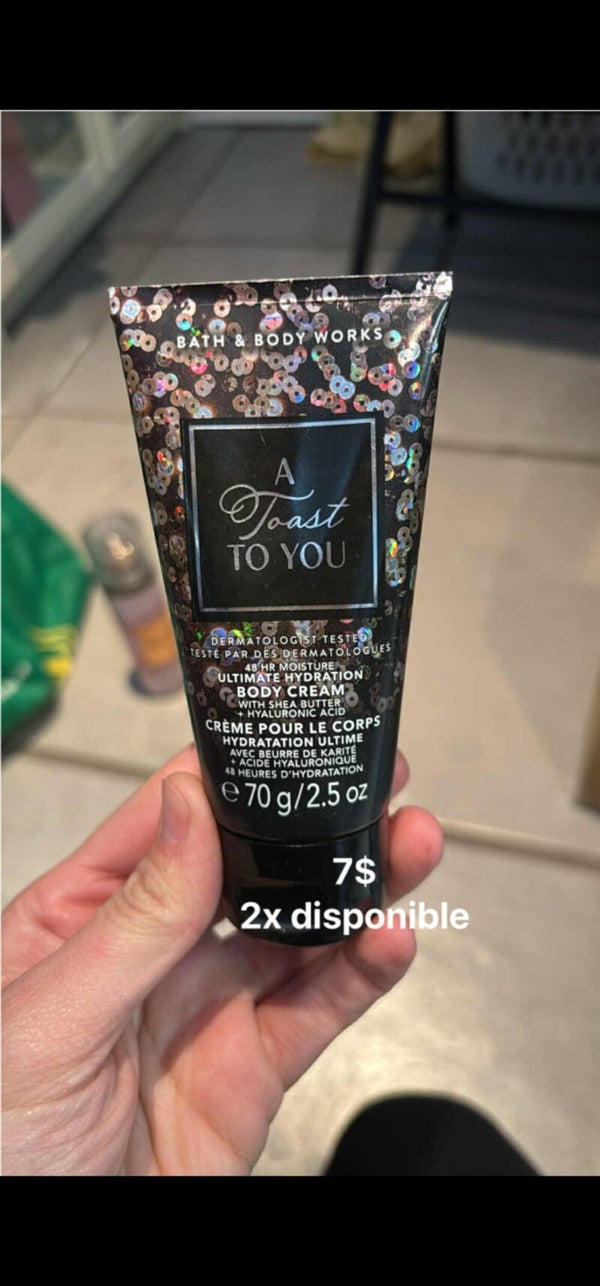 BATH & BODY WORKS
A
Toast
TO YOU
DERMATOLOGIST TESTED
TESTÉ PAR DES DERMATOLOGUES
48 HR MOISTURE
ULTIMATE HYDRATION
BODY CREAM
WITH SHEA BUTTER
+ HYALURONIC ACID
CRÈME POUR LE CORPS
HYDRATATION ULTIME
AVEC BEURRE DE KARITÉ
+ ACIDE HYALURONIQUE
48 HEURES D'HYDRATATION
e 70 g/2.5 oz
7$
2x disponible